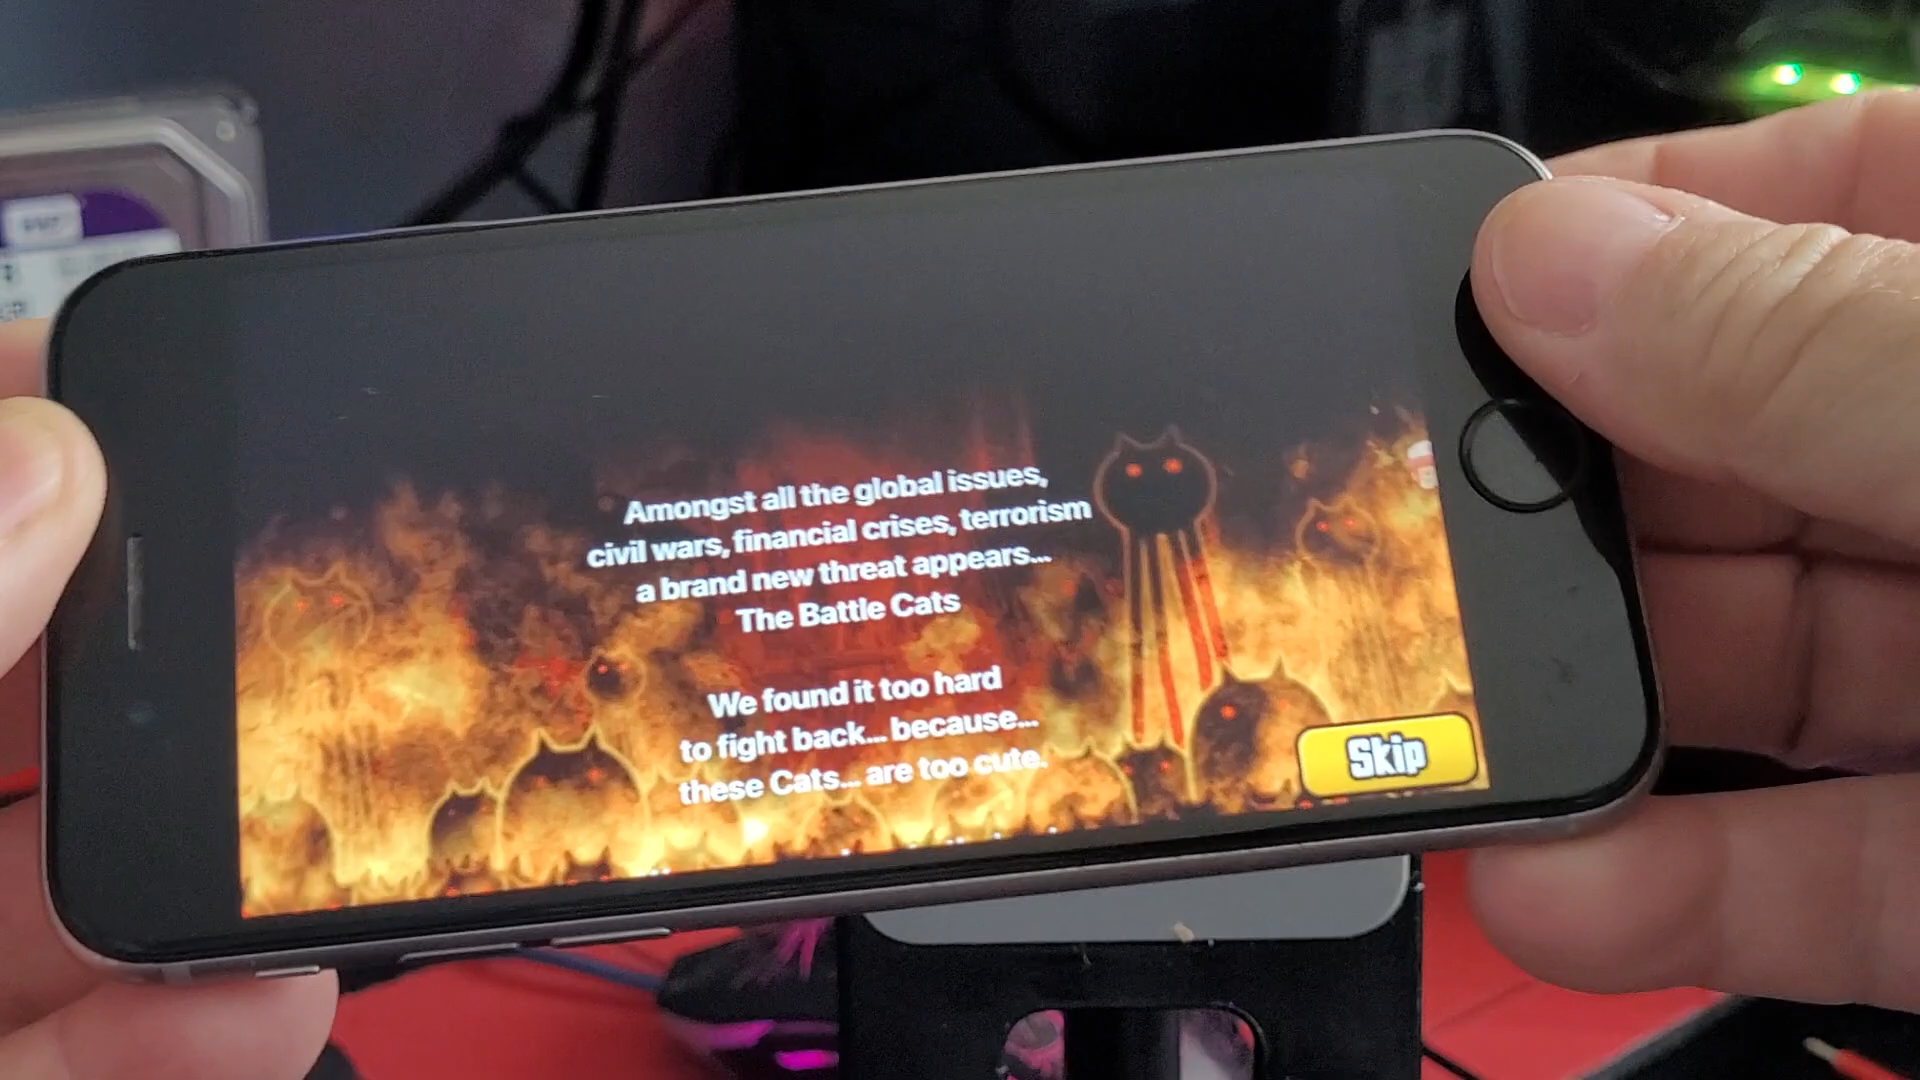 Amongst all the global issues,
civil wars, financial crises, terrorism
a brand new threat appears...
The Battle Cats
We found it too hard
to fight back... because...
these Cats... are too cute.
Skip